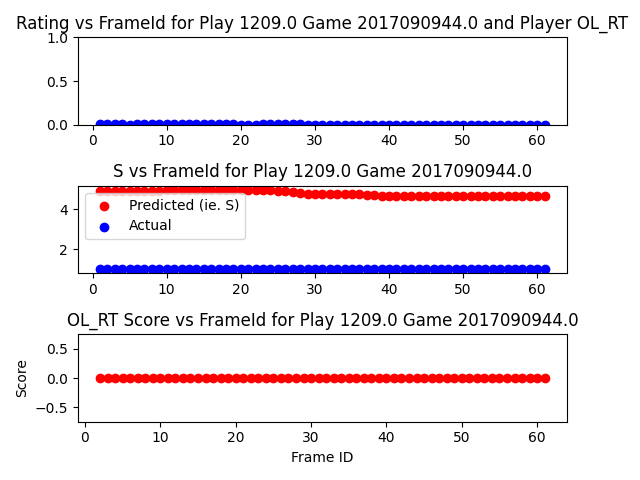 Rating vs FrameId for Play 1209.0 Game 2017090944.0 and Player OL_RT
1.0
0.5
0.0
0 10 20 30 40 50 60
S vs FrameId for Play 1209.0 Game 2017090944.0
4
2
Predicted (ie. S)
Actual
0 10 20 30 40 50 60
OL_RT Score vs FrameId for Play 1209.0 Game 2017090944.0
Score
0.5
0.0
−0.5
0 10 20 30 40 50 60
Frame ID